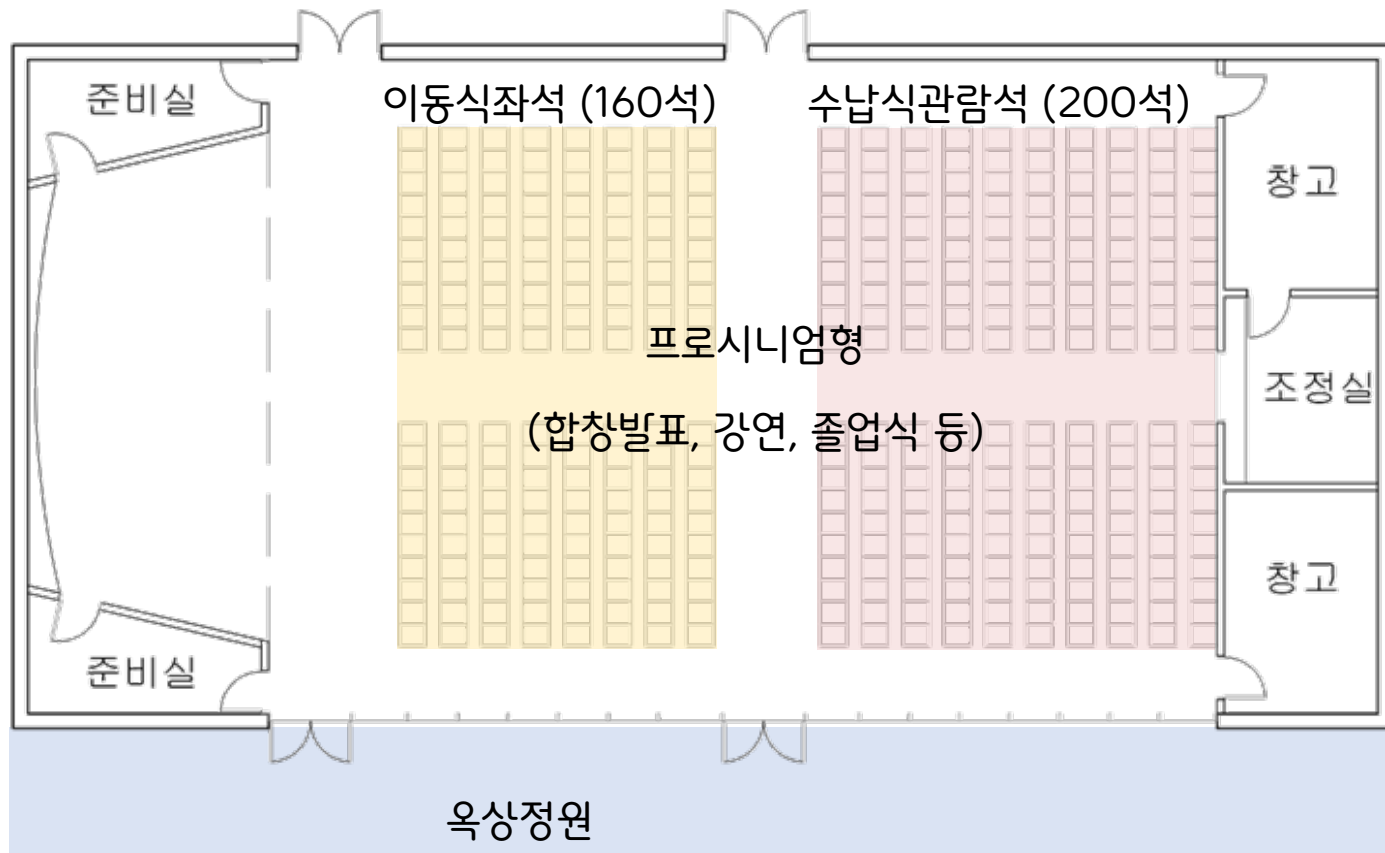 준비실
이동식좌석 (160석)
수납식관람석 (200석)
창고
프로시니엄형
조정실
(합창발표, 강연, 졸업식 등)
창고
준비실
옥상정원